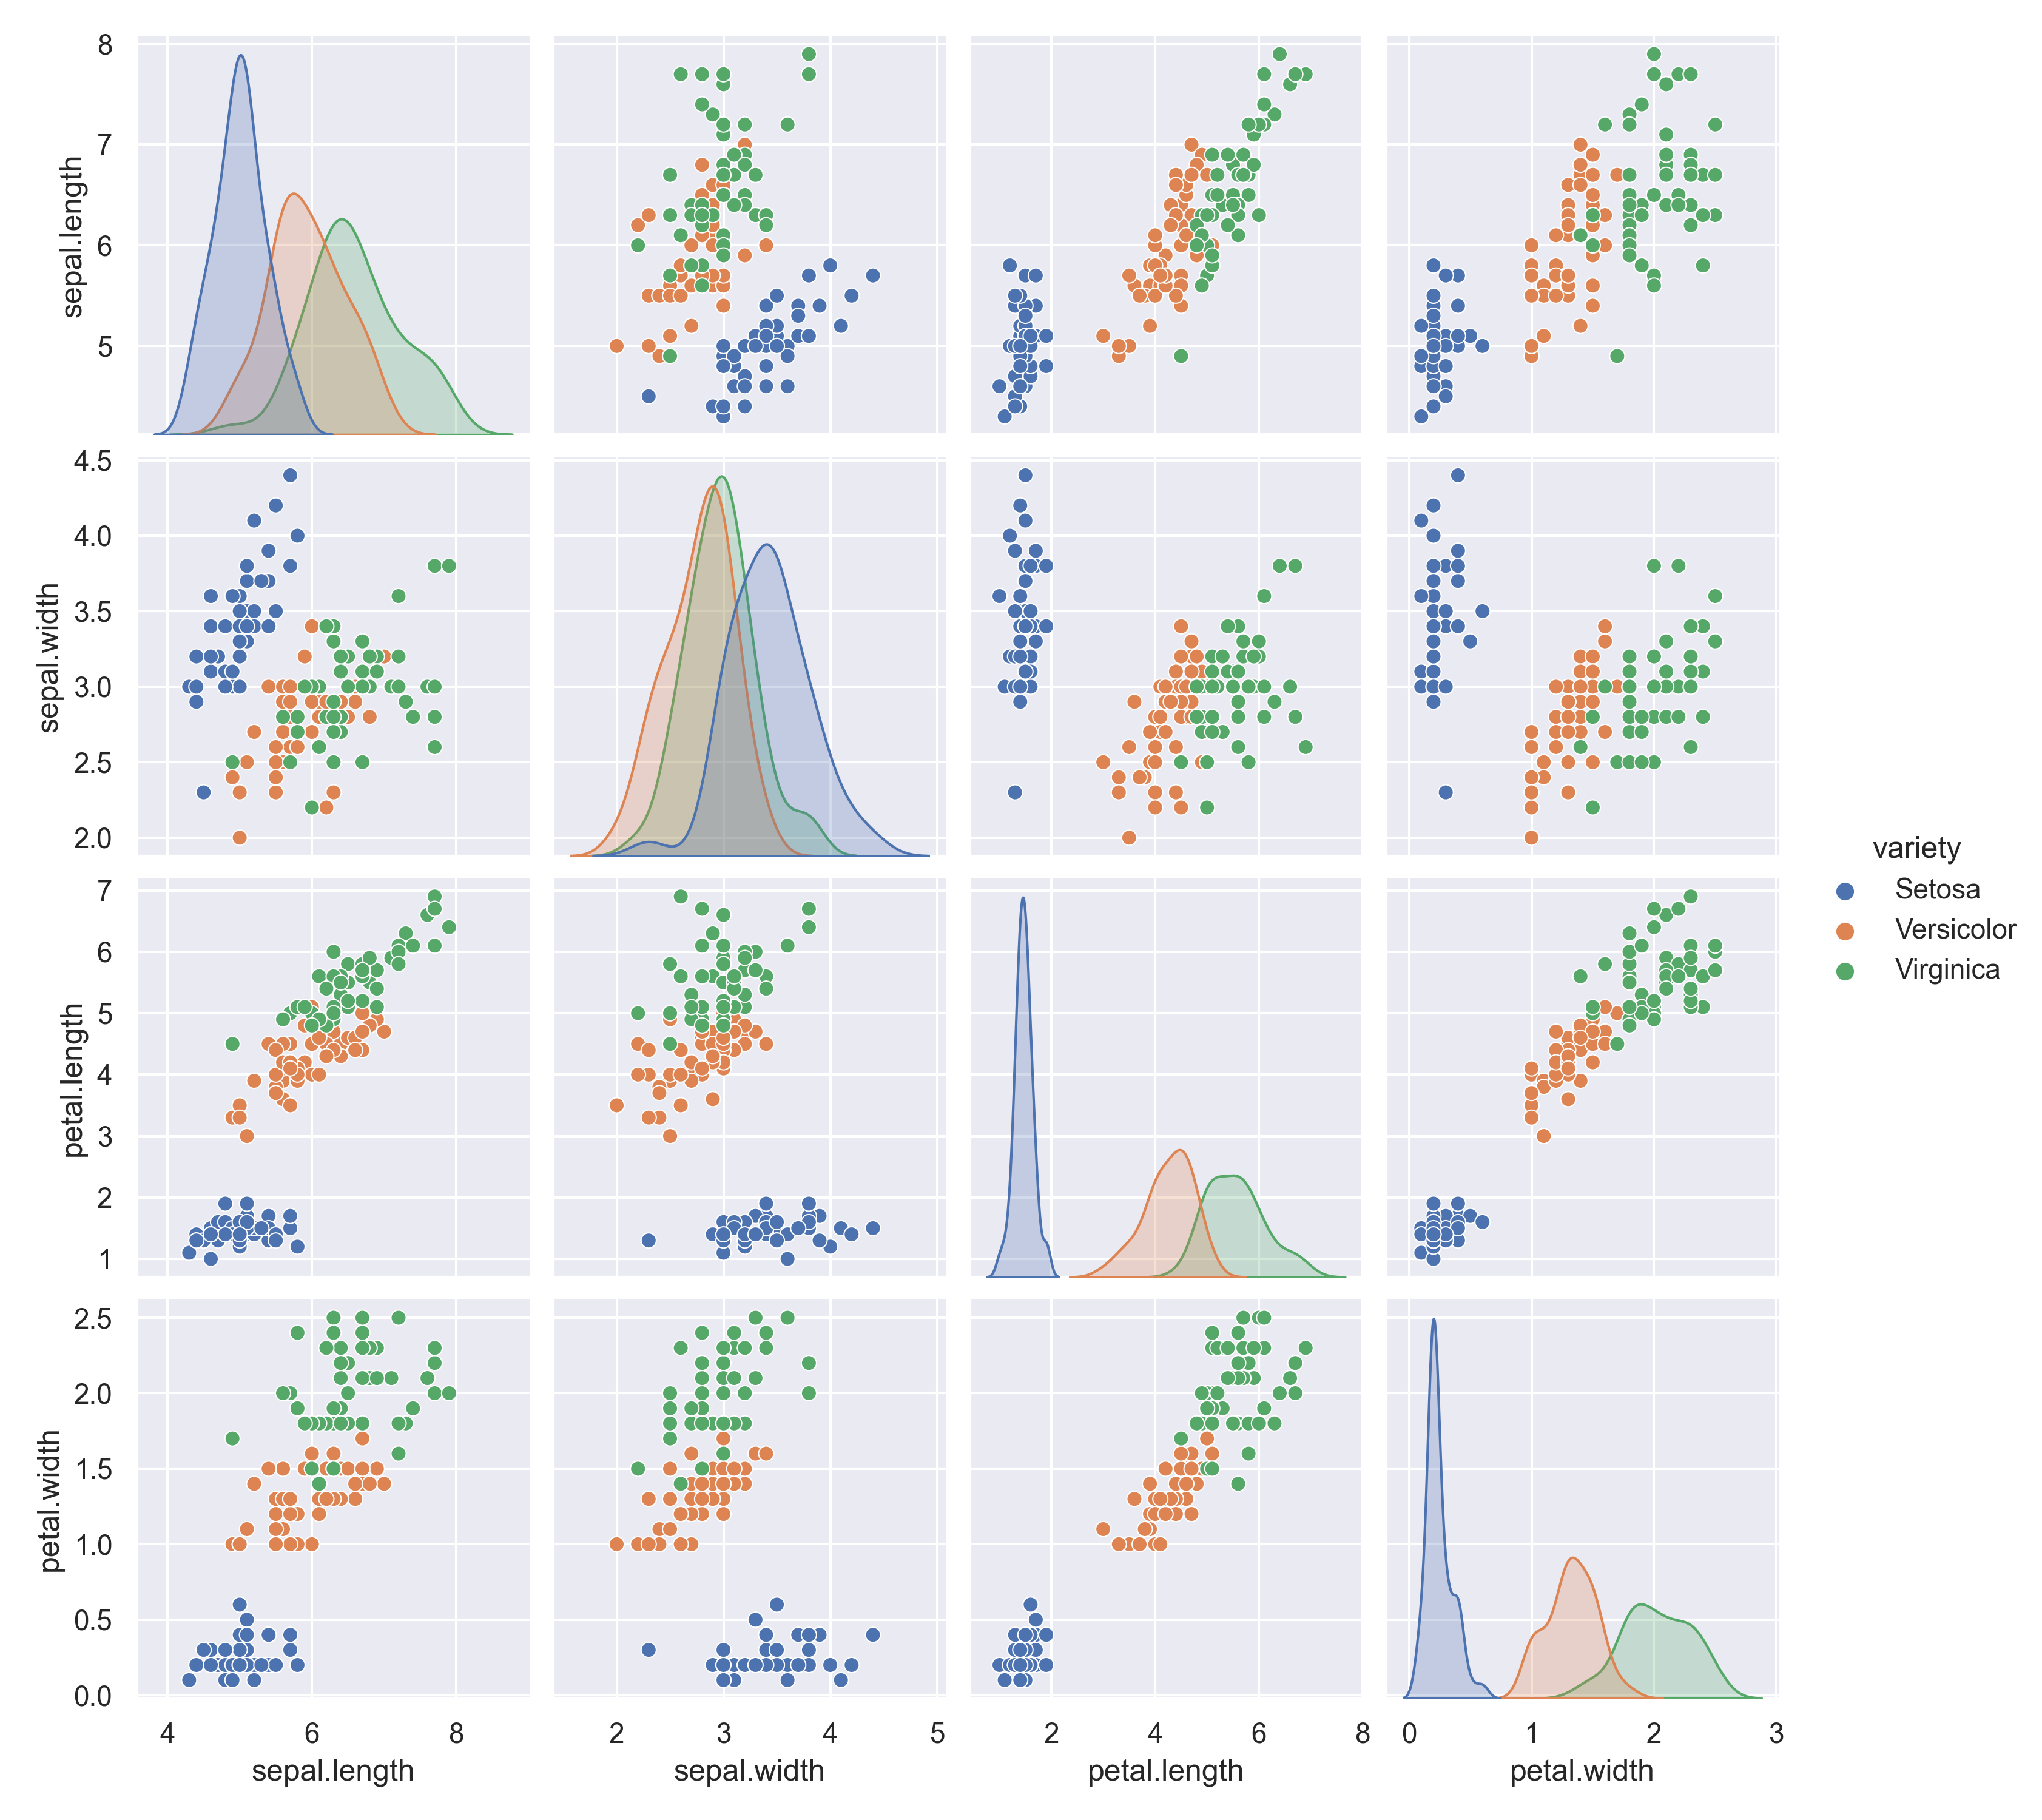 8
7
6
5
sepal.length
4.5
4.0
3.5
3.0
2.5
2.0
sepal.width
variety
Setosa
Versicolor
Virginica
7
6
5
4
3
2
1
petal.length
2.5
2.0
1.5
1.0
0.5
0.0
petal.width
4 6 8
2 3 4 5
2 4 6 8
0 1 2 3
sepal.length
sepal.width
petal.length
petal.width